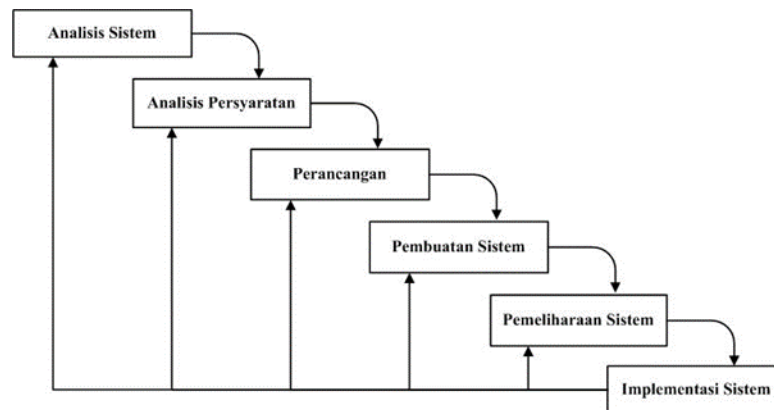 Analisis Sistem
Analisis Persyaratan
Perancangan
Pembuatan Sistem
Pemeliharaan Sistem
Implementasi Sistem